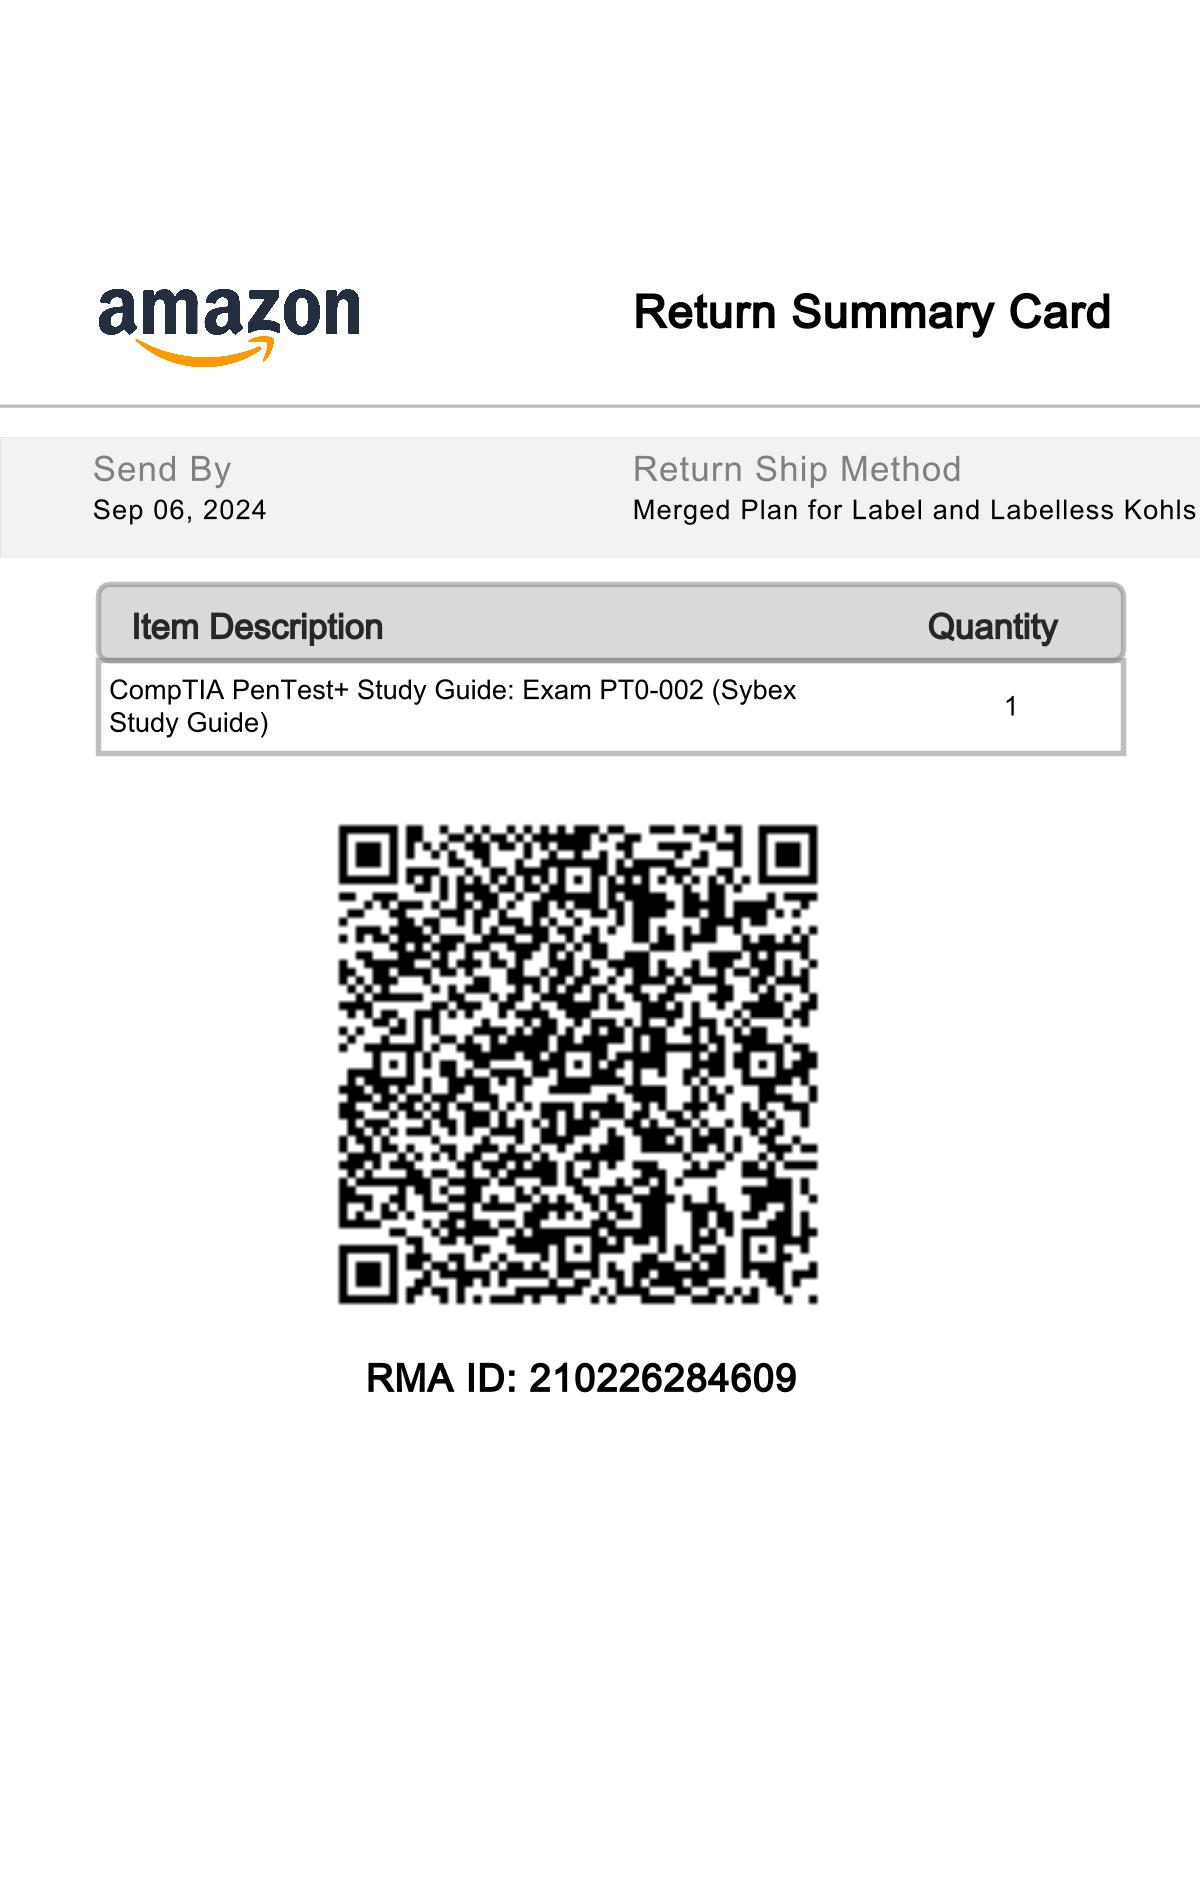 amazon
Return Summary Card
Send By
Return Ship Method
Sep 06, 2024
Merged Plan for Label and Labelless Kohls
Item Description
Quantity
CompTIA PenTest+ Study Guide: Exam PT0-002 (Sybex
Study Guide)
1
RMA ID: 210226284609